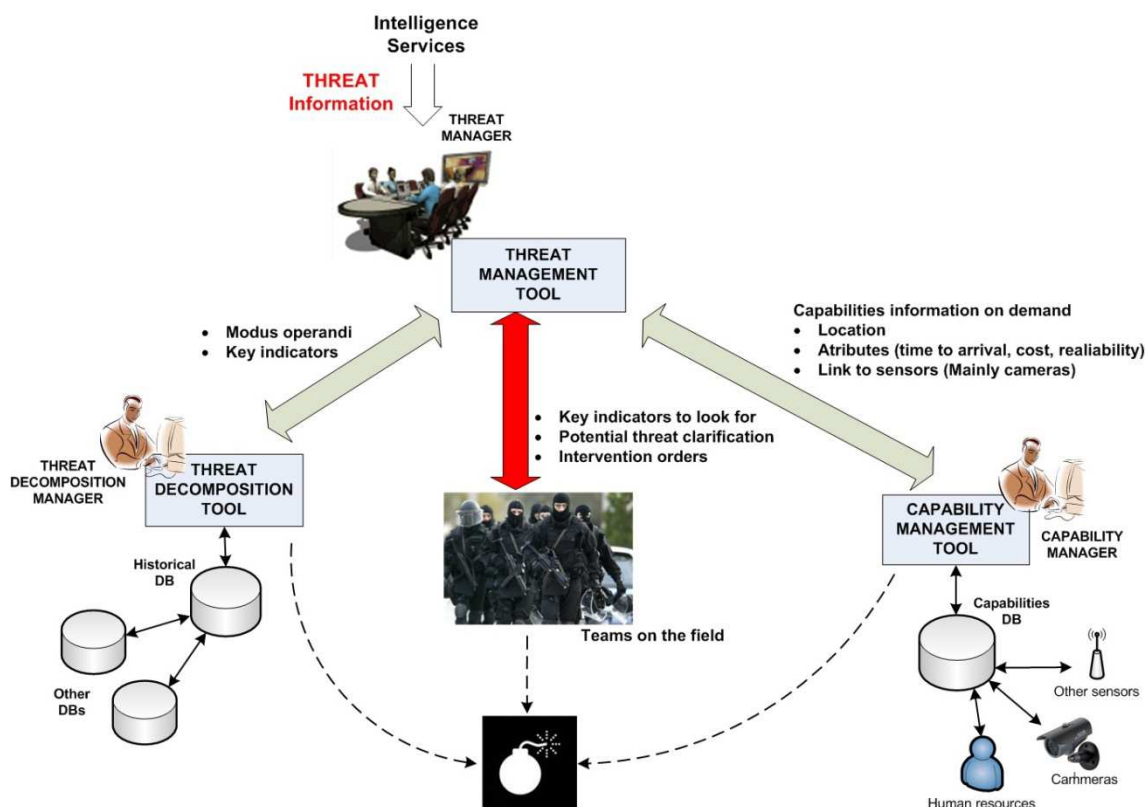 Intelligence
Services
THREAT
Information
THREAT
MANAGER
THREAT
MANAGEMENT
TOOL
Modus operandi
Key indicators
Capabilities information on demand
Location
Atributes (time to arrival, cost, realiability)
Link to sensors (Mainly cameras)
Key indicators to look for
Potential threat clarification
Intervention orders
THREAT
DECOMPOSITION
MANAGER
THREAT
DECOMPOSITION
TOOL
CAPABILITY
MANAGEMENT
TOOL
CAPABILITY
MANAGER
Historical
DB
Other
DBs
Teams on the field
Capabilities
DB
Other sensors
Carhmeras
Human resources